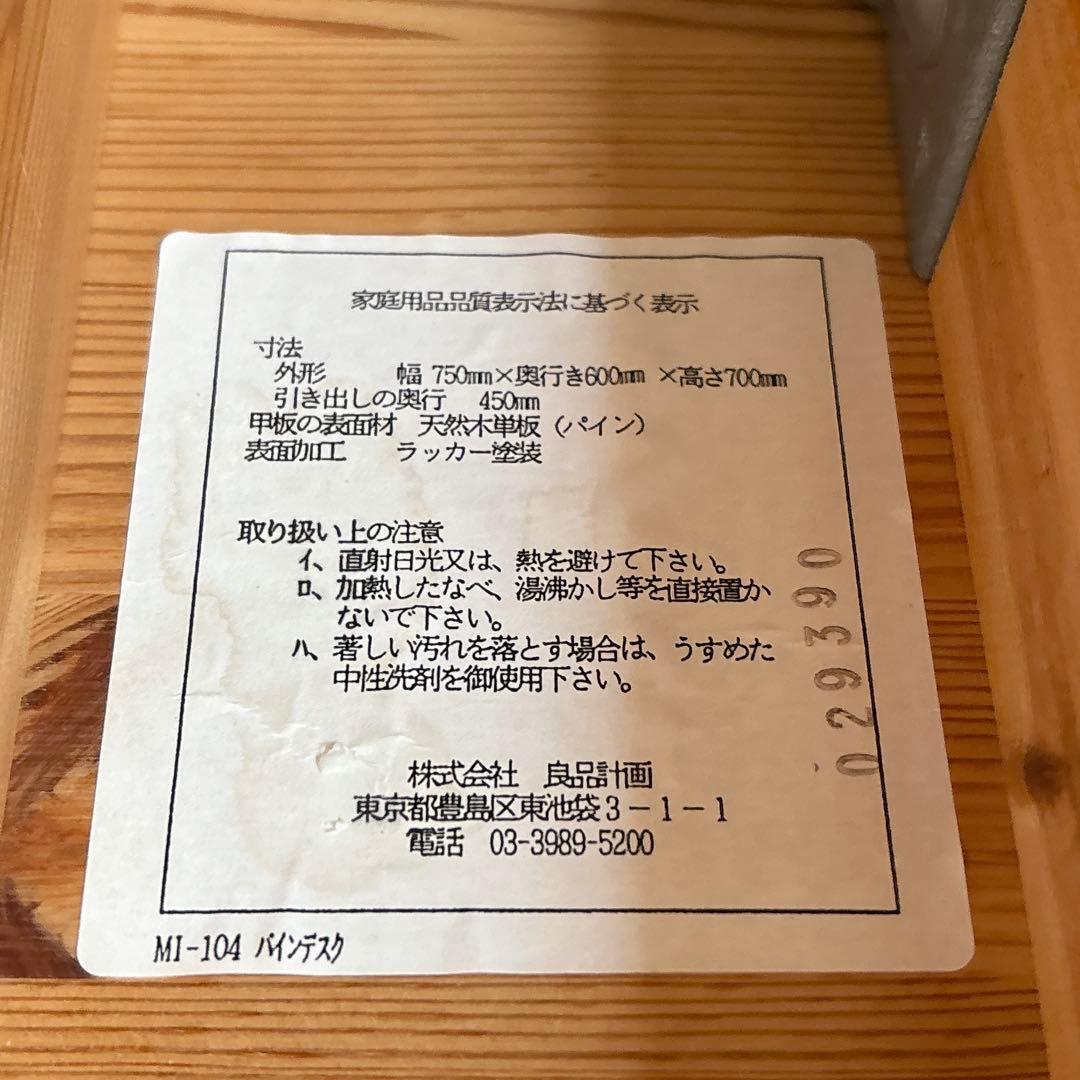 家庭用品品質表示法に基づく表示
寸法
外形 幅 750mm×奥行き600mm ×高さ700mm
引き出しの奥行 450mm
甲板の表面材 天然木単板（パイン）
表面加工 ラッカー塗装
取り扱い上の注意
イ、直射日光又は、熱を避けて下さい。
ロ、加熱したなべ、湯沸かし等を直接置か
ないで下さい。
ハ、著しい汚れを落とす場合は、うすめた
中性洗剤を御使用下さい。
株式会社 良品計画
東京都豊島区東池袋3－1－1
電話 03-3989-5200
MI-104 パインデスク
029390